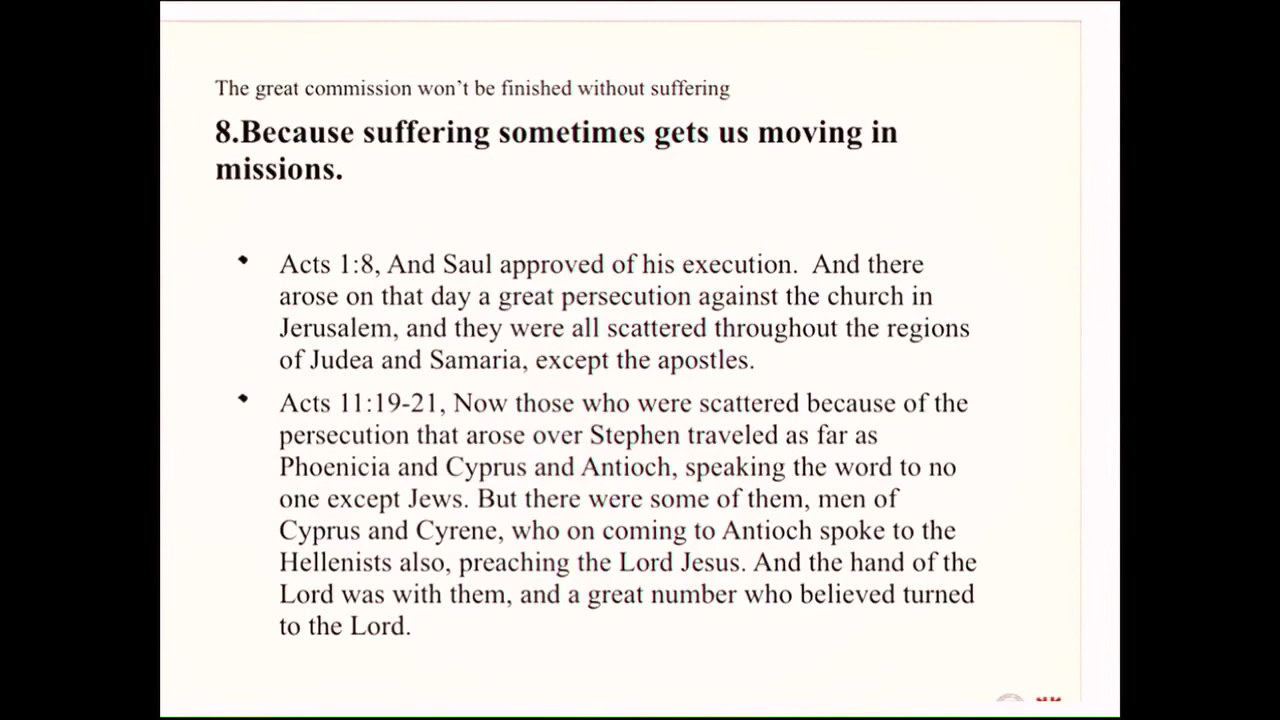 The great commission won’t be finished without suffering
8.Because suffering sometimes gets us moving in
missions.
• Acts 1:8, And Saul approved of his execution.  And there
arose on that day a great persecution against the church in
Jerusalem, and they were all scattered throughout the regions
of Judea and Samaria, except the apostles.
• Acts 11:19-21, Now those who were scattered because of the
persecution that arose over Stephen traveled as far as
Phoenicia and Cyprus and Antioch, speaking the word to no
one except Jews. But there were some of them, men of
Cyprus and Cyrene, who on coming to Antioch spoke to the
Hellenists also, preaching the Lord Jesus. And the hand of the
Lord was with them, and a great number who believed turned
to the Lord.